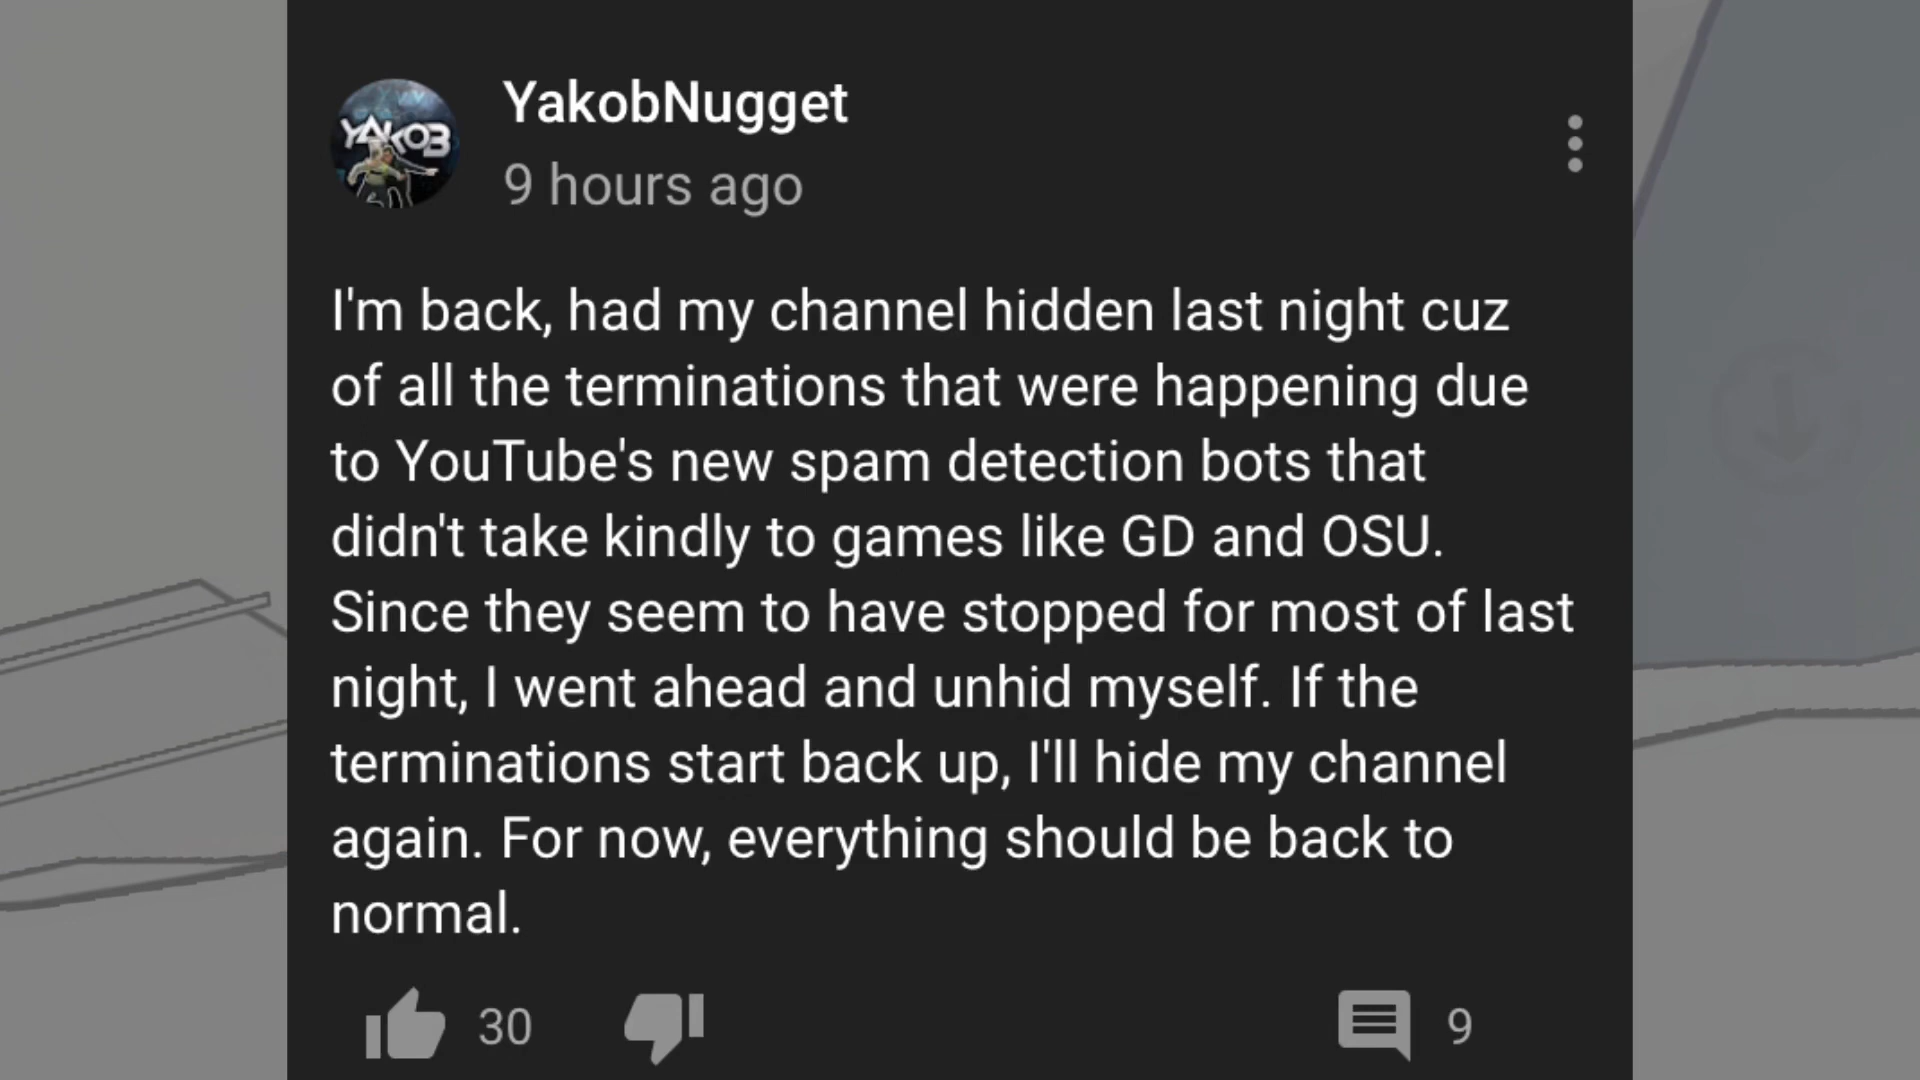 YakobNugget
9 hours ago
YAKOB
I'm back, had my channel hidden last night cuz
of all the terminations that were happening due
to YouTube's new spam detection bots that
didn't take kindly to games like GD and OSU.
Since they seem to have stopped for most of last
night, I went ahead and unhid myself. If the
terminations start back up, I'll hide my channel
again. For now, everything should be back to
normal.
30
9